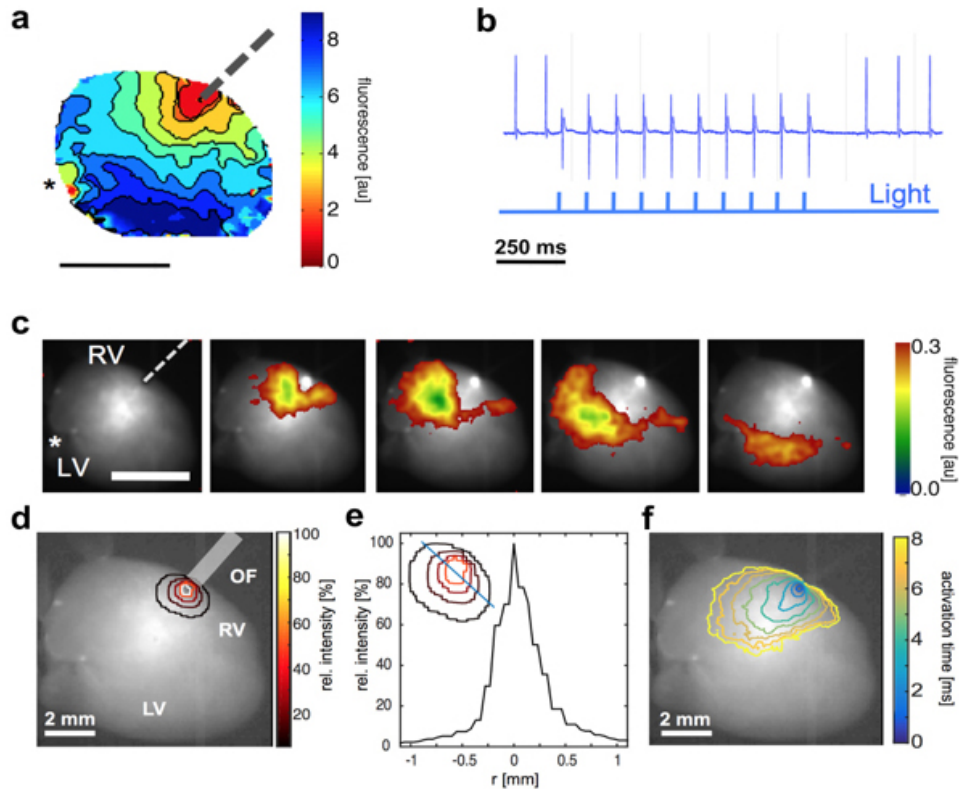 a
8
6
4
2
0
fluorescence [au]
*
b
Light
250 ms
c
RV
*
LV
0.3
0.0
fluorescence [au]
d
OF
RV
LV
2 mm
100
80
60
40
20
rel. intensity [%]
e
100
80
60
40
20
0
rel. intensity [%]
-1
-0.5
0
0.5
1
r [mm]
f
2 mm
8
6
4
2
0
activation time [ms]